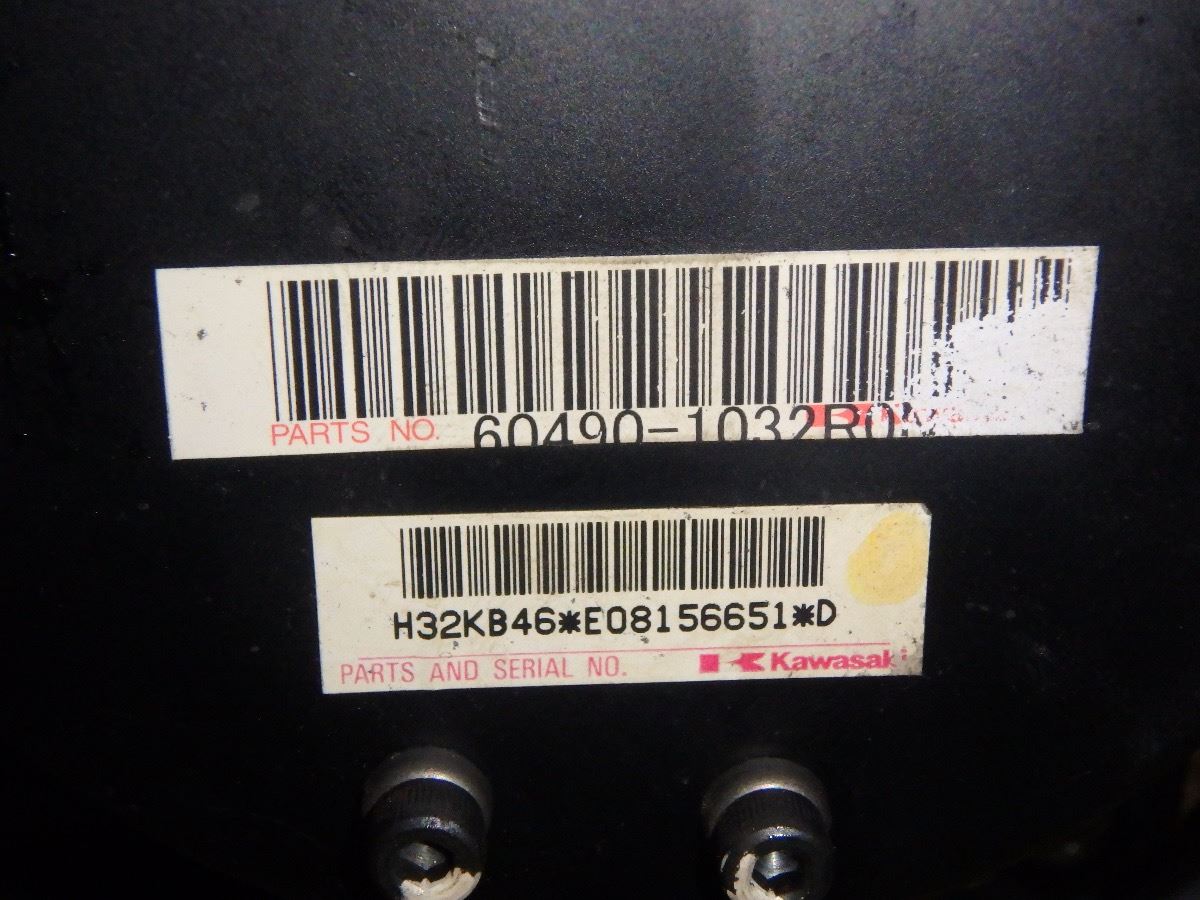 PARTS NO. 60490-1032R0
H32KB46*E08156651*D
PARTS AND SERIAL NO. Kawasaki